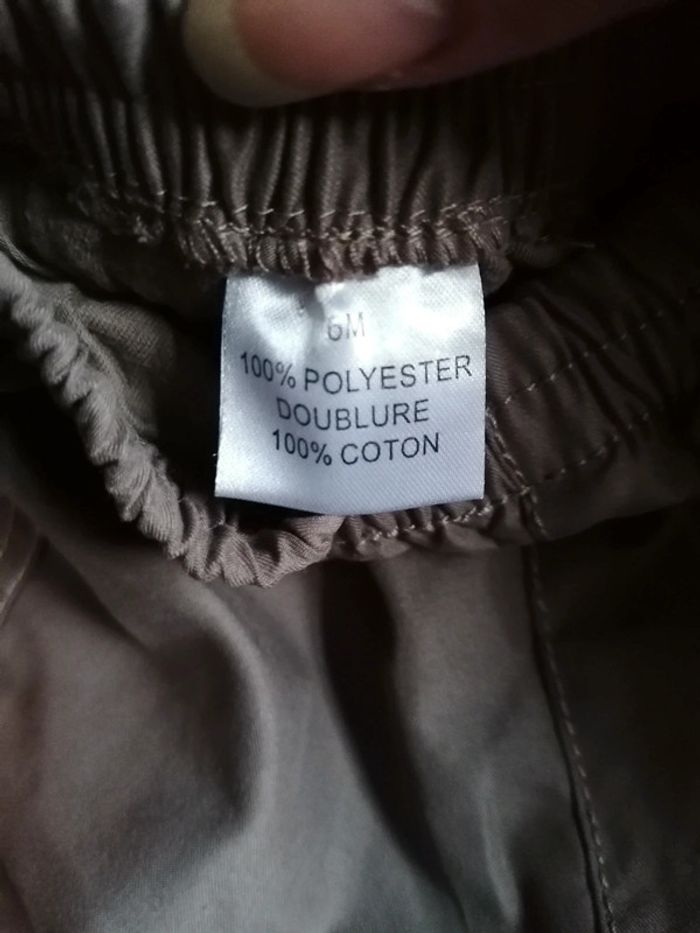 6M
100% POLYESTER
DOUBLURE
100% COTON